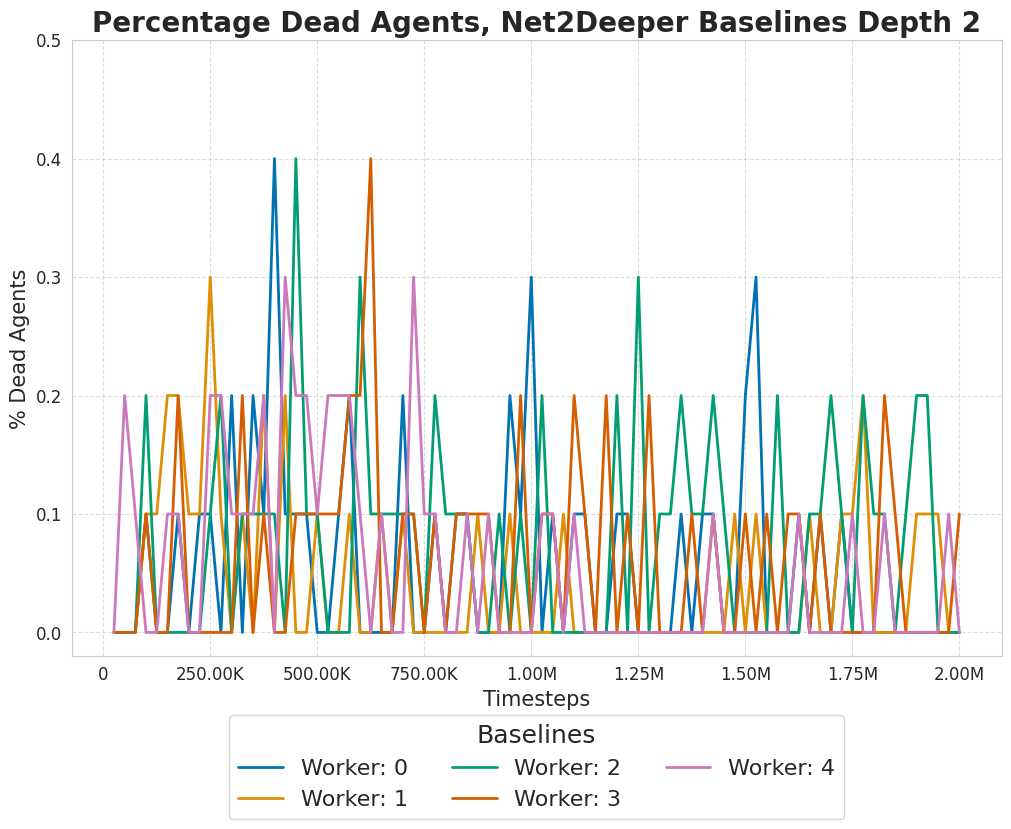 Percentage Dead Agents, Net2Deeper Baselines Depth 2
0.5
0.4
0.3
0.2
0.1
0.0
% Dead Agents
0 250.00K 500.00K 750.00K 1.00M 1.25M 1.50M 1.75M 2.00M
Timesteps
Baselines
Worker: 0 Worker: 2 Worker: 4
Worker: 1 Worker: 3